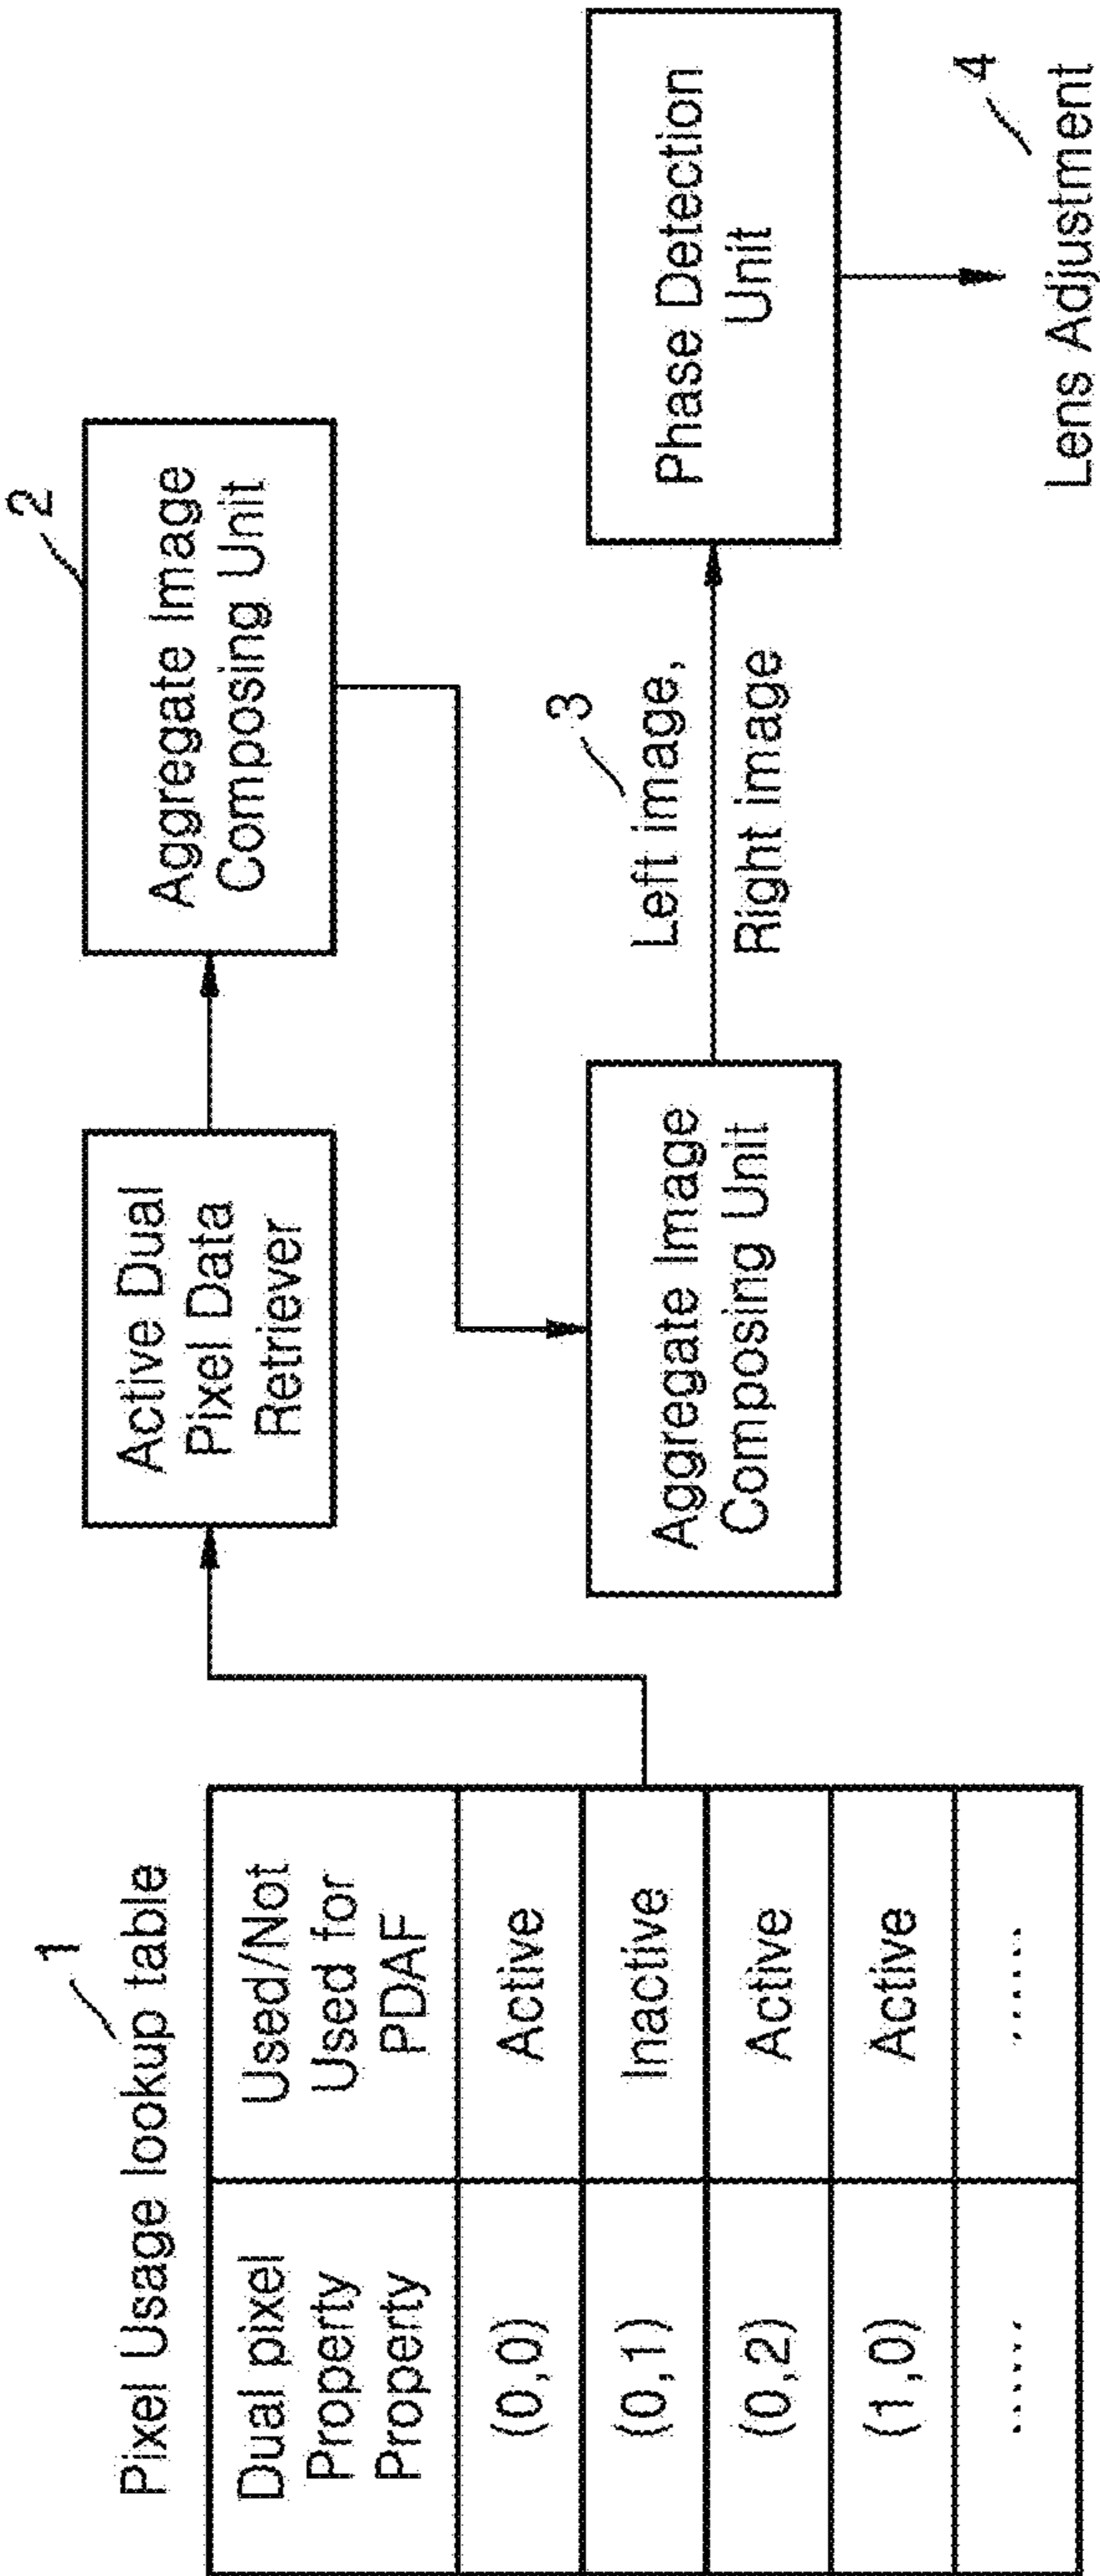 1
Pixel Usage lookup table
Dual pixel
Property
Property
Used/Not
Used for
PDAF
(0,0)
Active
(0,1)
Inactive
(0,2)
Active
(1,0)
Active
.....
.....
Active Dual
Pixel Data
Retriever
2
Aggregate Image
Composing Unit
Aggregate Image
Composing Unit
3
Left image,
Right image
Phase Detection
Unit
4
Lens Adjustment